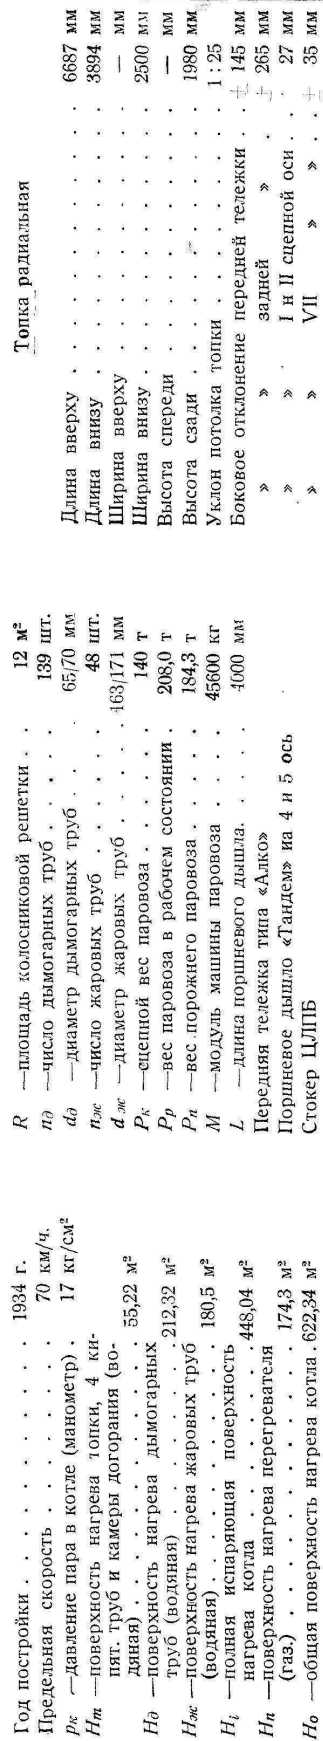 Год постройки . . . . . . . . . . . 1934 г.
Предельная скорость . . . . . . . . 70 км/ч.
pк —давление пара в котле (манометр) . 17 кг/см²
Hт —поверхность нагрева топки, 4 ки-
пят. труб и камеры догорания (во-
дяная) . . . . . . . . . . . . . . 55,22 м²
Hд —поверхность нагрева дымогарных
труб (водяная) . . . . . . . . . . 212,32 м²
Hж —поверхность нагрева жаровых труб
(водяная) . . . . . . . . . . . . 180,5 м²
Hi —полная испаряющая поверхность
нагрева котла . . . . . . . . . . 448,04 м²
Hп —поверхность нагрева перегревателя
(газ.) . . . . . . . . . . . . . . 174,3 м²
Hо —общая поверхность нагрева котла . 622,34 м²
R —площадь колосниковой решетки . . 12 м²
nд —число дымогарных труб . . . . . 139 шт.
dд —диаметр дымогарных труб . . . 65/70 мм
nж —число жаровых труб . . . . . . 48 шт.
dж —диаметр жаровых труб . . . . . 163/171 мм
Pк —сцепной вес паровоза . . . . . 140 т
Pр —вес паровоза в рабочем состоянии . 208,0 т
Pп —вес порожнего паровоза . . . . . 184,3 т
M —модуль машины паровоза . . . . 45600 кг
L —длина поршневого дышла . . . . 4000 мм
Передняя тележка типа «Алко»
Поршневое дышло «Тандем» на 4 и 5 ось
Стокер ЦЛПБ
Топка радиальная
Длина вверху . . . . . . . . . . . 6687 мм
Длина внизу . . . . . . . . . . . 3894 мм
Ширина вверху . . . . . . . . . . — мм
Ширина внизу . . . . . . . . . . . 2500 мм
Высота спереди . . . . . . . . . . — мм
Высота сзади . . . . . . . . . . . 1980 мм
Уклон потолка топки . . . . . . . . 1 : 25
Боковое отклонение передней тележки . ± 145 мм
» » задней » . ± 265 мм
» » I и II сцепной оси . . 27 мм
» » VII » » . . ± 35 мм